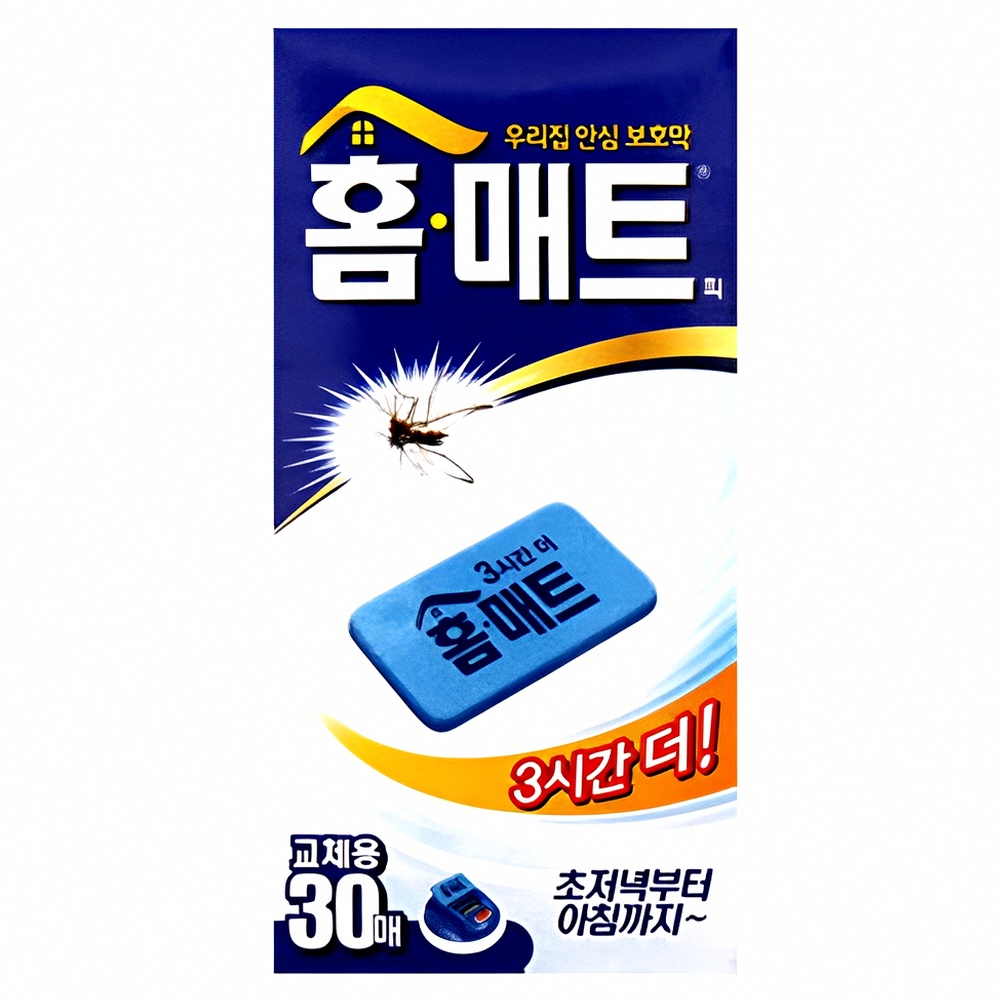 우리집 안심 보호막
홈·매트
3시간 더
홈·매트
3시간 더!
교체용
30매
초저녁부터
아침까지~